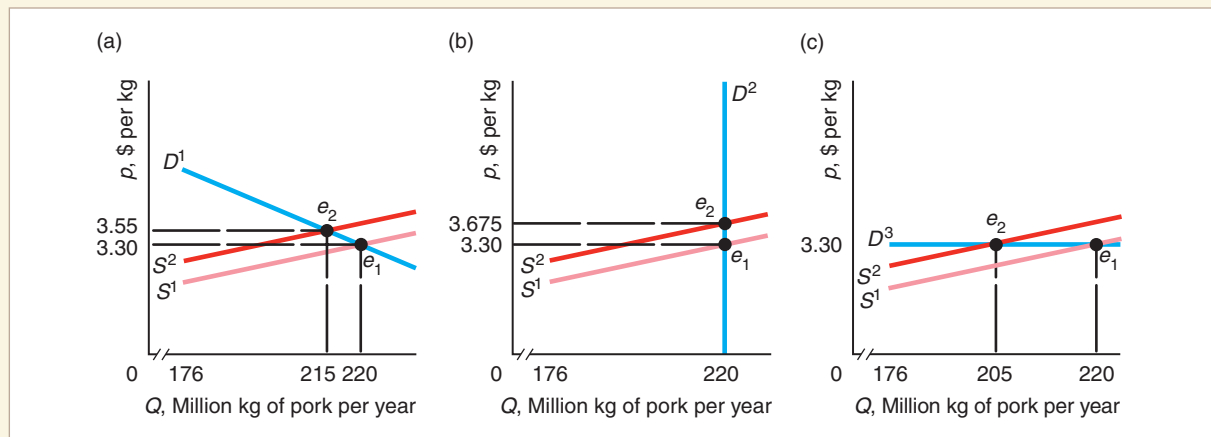 (a)
p, $ per kg
D¹
e₂
3.55
3.30
S²
S¹
e₁
0
176
215 220
Q, Million kg of pork per year
(b)
p, $ per kg
D²
3.675
e₂
3.30
S²
S¹
e₁
0
176
220
Q, Million kg of pork per year
(c)
p, $ per kg
e₂
3.30
D³
e₁
S²
S¹
0
176
205
220
Q, Million kg of pork per year